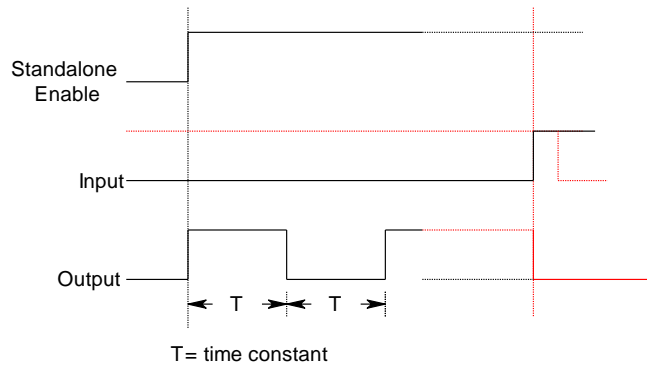 Standalone
Enable
Input
Output
T
T
T= time constant